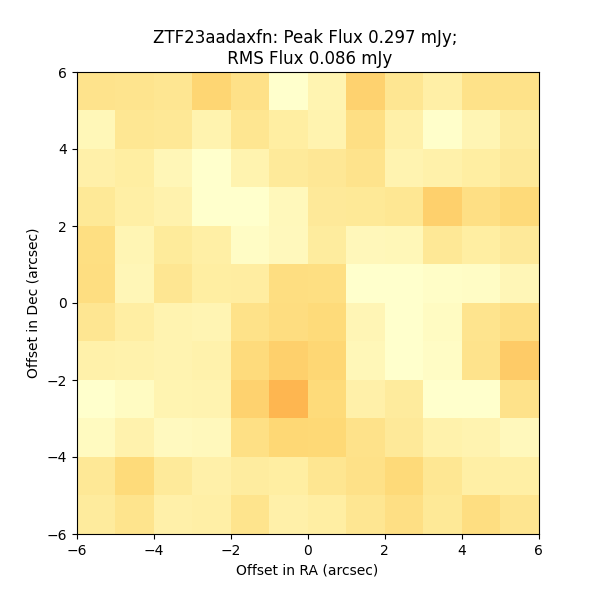 ZTF23aadaxfn: Peak Flux 0.297 mJy;
RMS Flux 0.086 mJy
6
4
2
0
−2
−4
−6
Offset in Dec (arcsec)
−6 −4 −2 0 2 4 6
Offset in RA (arcsec)